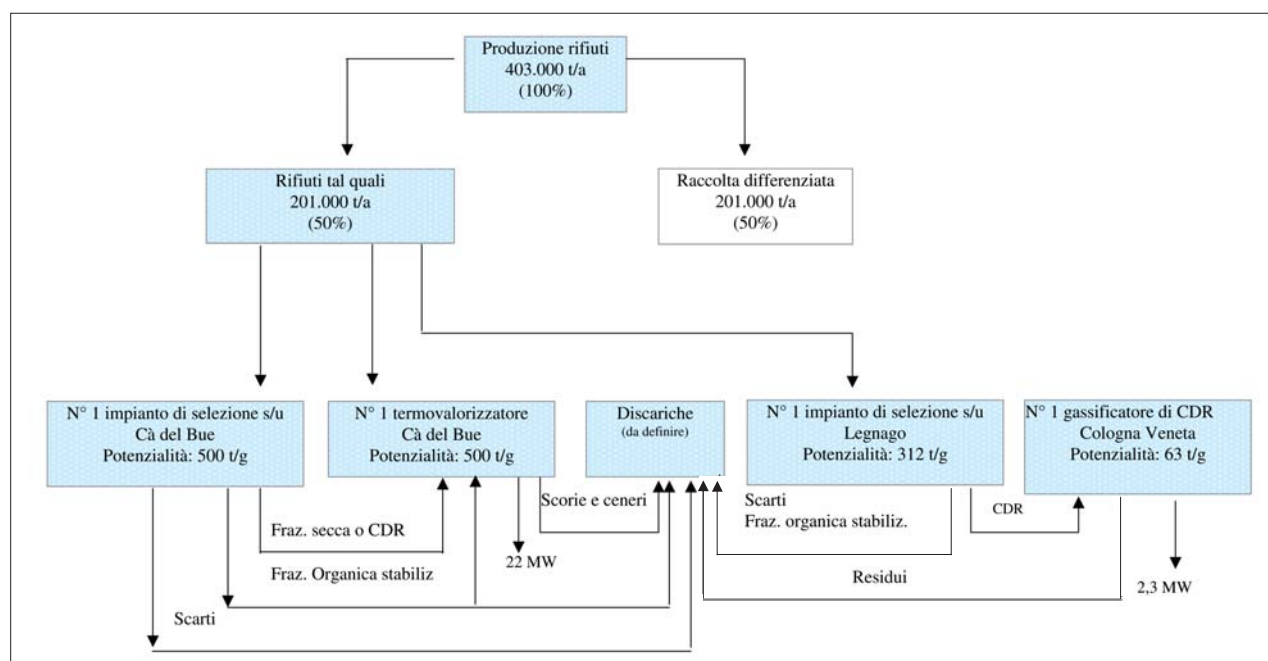 Produzione rifiuti
403.000 t/a
(100%)
Rifiuti tal quali
201.000 t/a
(50%)
Raccolta differenziata
201.000 t/a
(50%)
N° 1 impianto di selezione s/u
Cà del Bue
Potenzialità: 500 t/g
N° 1 termovalorizzatore
Cà del Bue
Potenzialità: 500 t/g
Discariche
(da definire)
N° 1 impianto di selezione s/u
Legnago
Potenzialità: 312 t/g
N° 1 gassificatore di CDR
Cologna Veneta
Potenzialità: 63 t/g
Fraz. secca o CDR
Fraz. Organica stabiliz
Scarti
22 MW
Scorie e ceneri
Scarti
Fraz. organica stabiliz.
CDR
Residui
2,3 MW